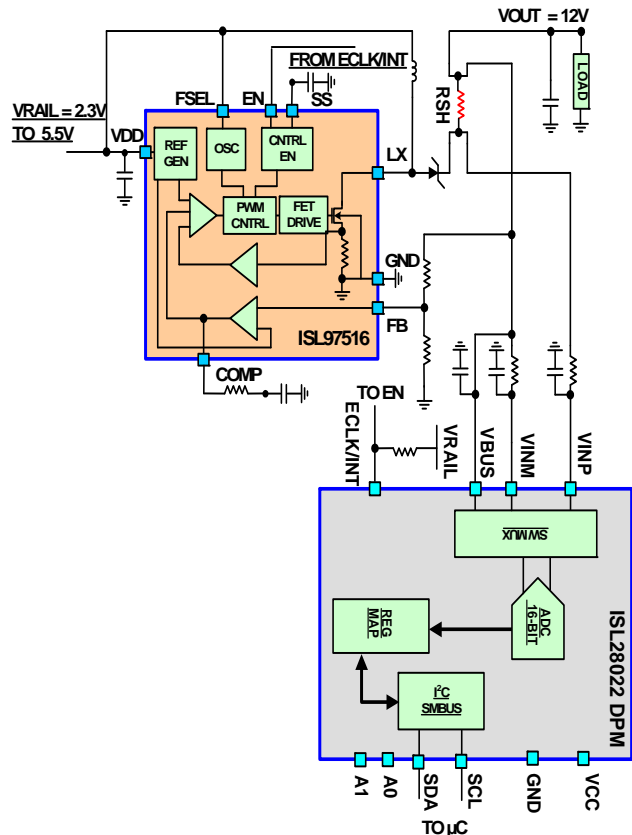 VOUT = 12V
LOAD
RSH
FROM ECLK/INT
FSEL
EN
SS
VRAIL = 2.3V
TO 5.5V
VDD
REF
GEN
OSC
CNTRL
EN
LX
PWM
CNTRL
FET
DRIVE
GND
FB
ISL97516
COMP
TO EN
ECLK/INT
VRAIL
VBUS
VINM
VINP
SW MUX
ADC
16-BIT
REG
MAP
I²C
SMBUS
ISL28022 DPM
A1
A0
SDA
SCL
GND
VCC
TO µC